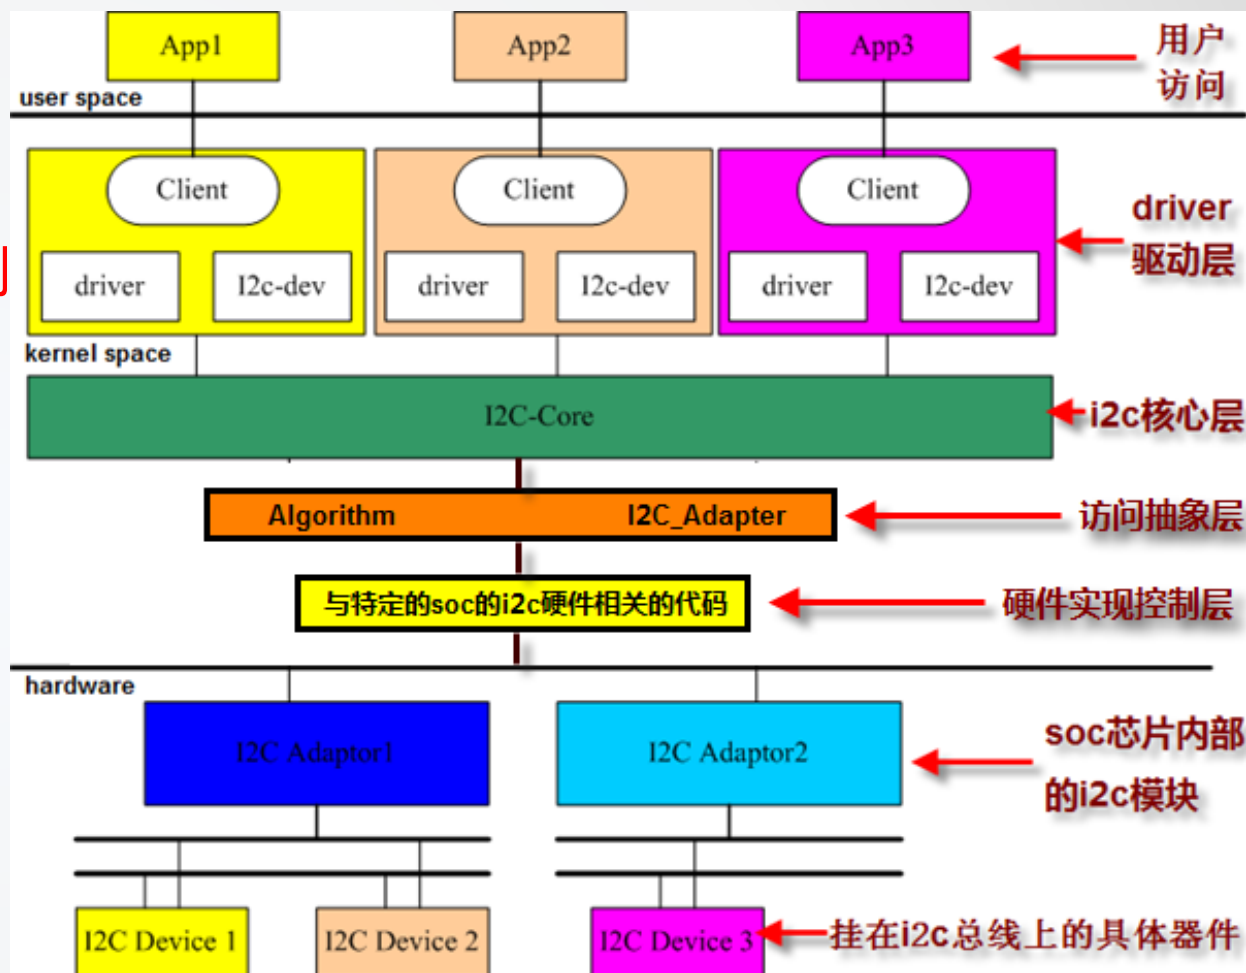 App1
App2
App3
用户
访问
user space
Client
Client
Client
driver
驱动层
driver
I2c-dev
driver
I2c-dev
driver
I2c-dev
kernel space
I2C-Core
i2c核心层
Algorithm
I2C_Adapter
访问抽象层
与特定的soc的i2c硬件相关的代码
硬件实现控制层
hardware
I2C Adaptor1
I2C Adaptor2
soc芯片内部
的i2c模块
I2C Device 1
I2C Device 2
I2C Device 3
挂在i2c总线上的具体器件